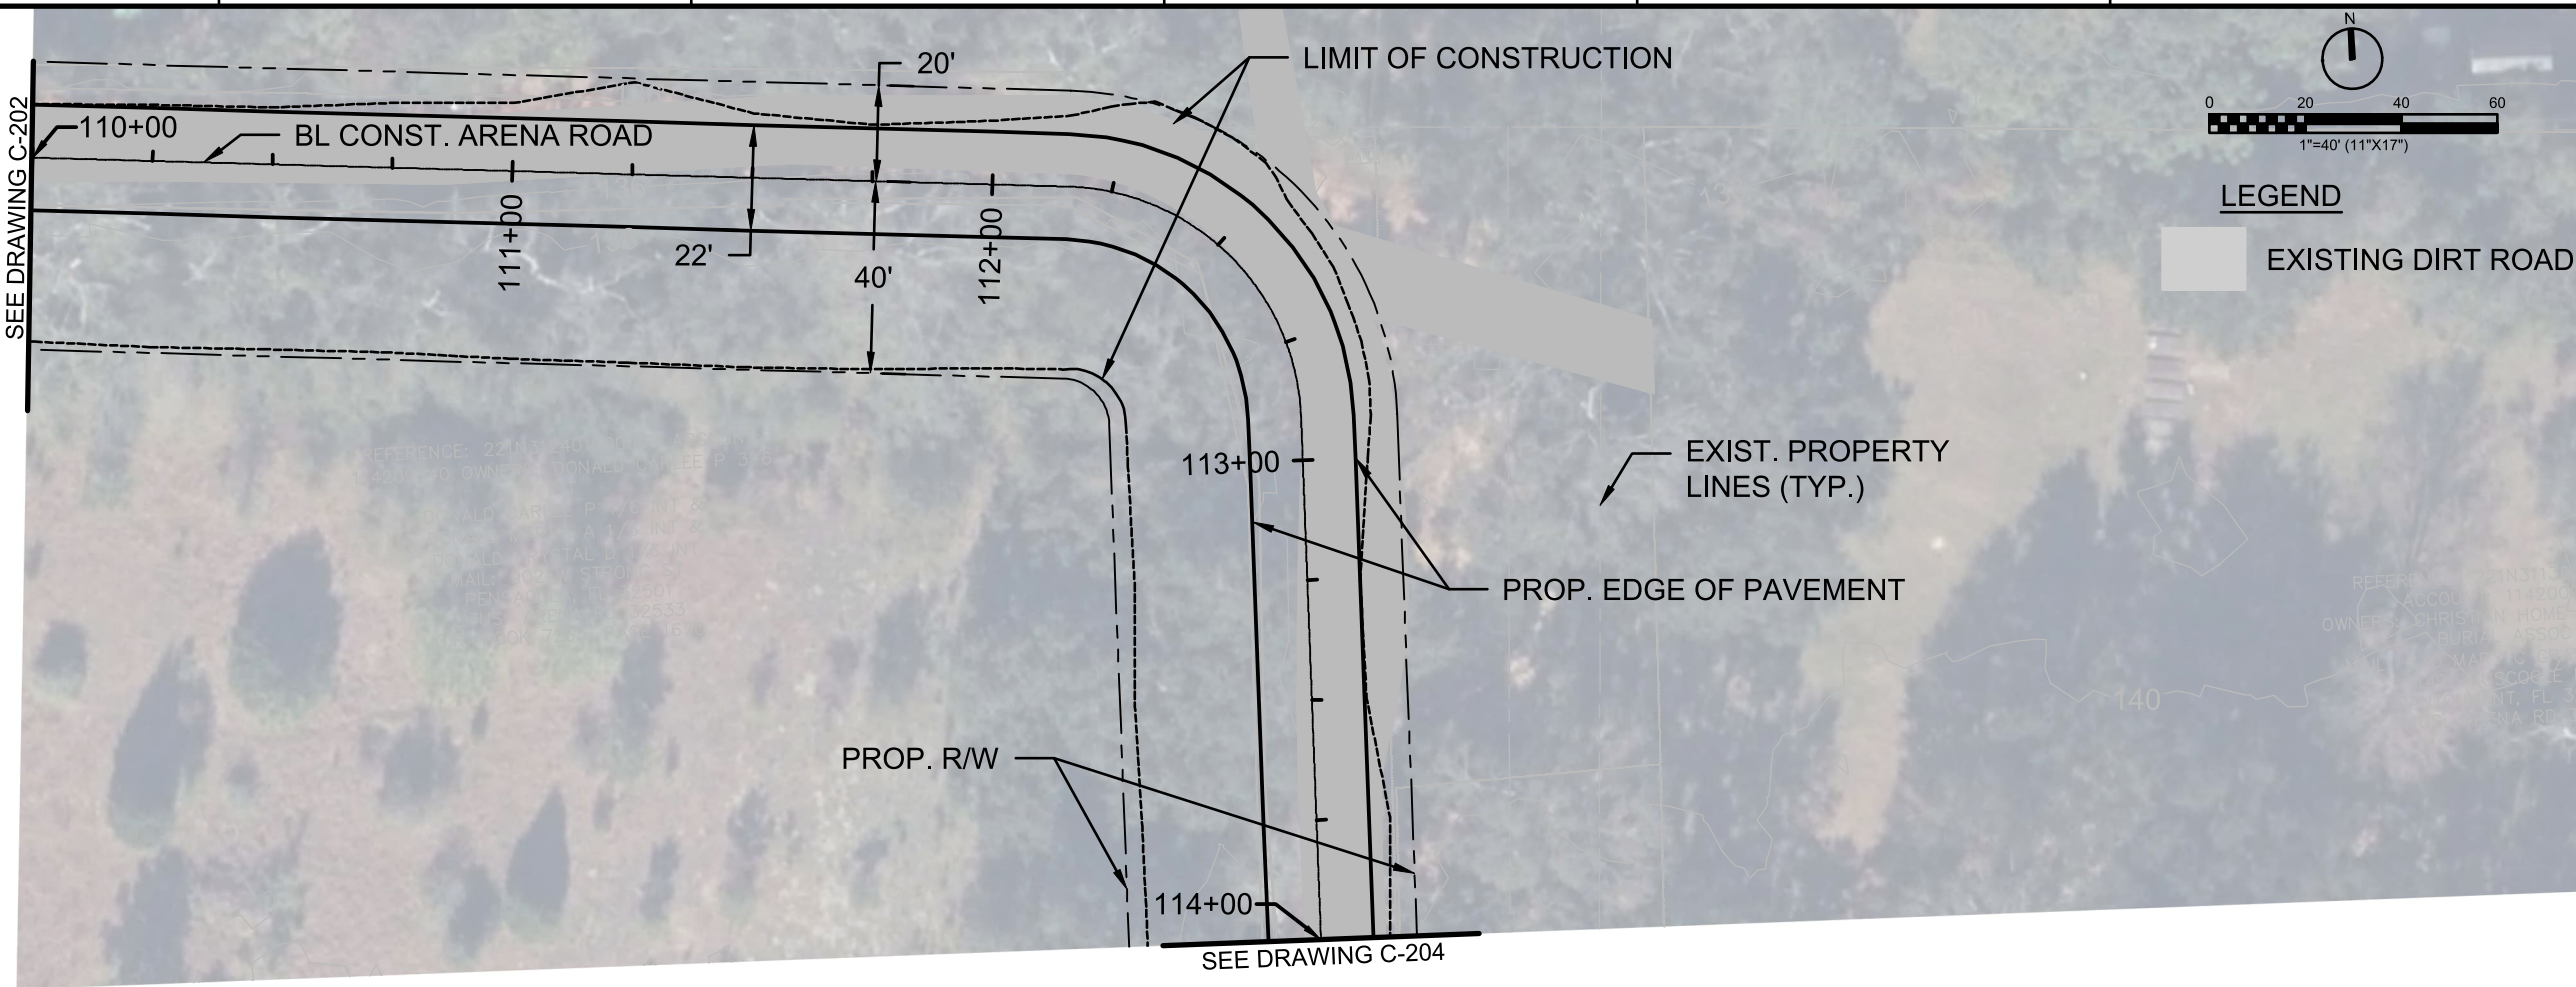 LIMIT OF CONSTRUCTION
20'
N
0 20 40 60
1"=40' (11"X17")
SEE DRAWING C-202
110+00
BL CONST. ARENA ROAD
LEGEND
EXISTING DIRT ROAD
111+00
22'
40'
112+00
113+00
EXIST. PROPERTY
LINES (TYP.)
PROP. EDGE OF PAVEMENT
140
PROP. R/W
114+00
SEE DRAWING C-204